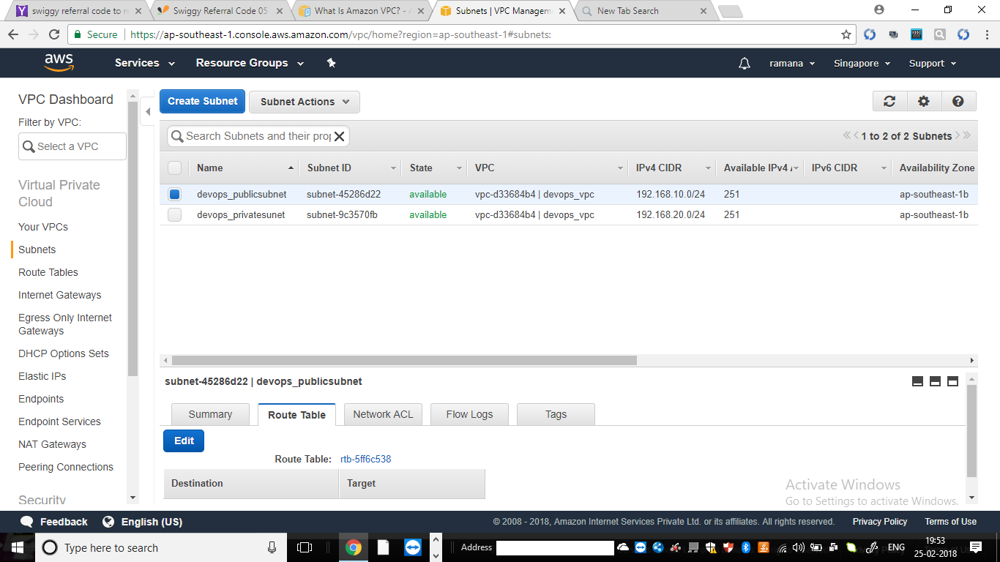 swiggy referral code to r
Swiggy Referral Code 05
What Is Amazon VPC? -
Subnets | VPC Managem
New Tab Search
Secure
https://ap-southeast-1.console.aws.amazon.com/vpc/home?region=ap-southeast-1#subnets:
aws Services Resource Groups ramana Singapore Support
VPC Dashboard
Filter by VPC:
Select a VPC
Virtual Private
Cloud
Your VPCs
Subnets
Route Tables
Internet Gateways
Egress Only Internet
Gateways
DHCP Options Sets
Elastic IPs
Endpoints
Endpoint Services
NAT Gateways
Peering Connections
Security
Create Subnet Subnet Actions
Search Subnets and their prop
1 to 2 of 2 Subnets
Name Subnet ID State VPC IPv4 CIDR Available IPv4 IPv6 CIDR Availability Zone
devops_publicsubnet subnet-45286d22 available vpc-d33684b4 | devops_vpc 192.168.10.0/24 251 ap-southeast-1b
devops_privatesunet subnet-9c3570fb available vpc-d33684b4 | devops_vpc 192.168.20.0/24 251 ap-southeast-1b
subnet-45286d22 | devops_publicsubnet
Summary Route Table Network ACL Flow Logs Tags
Edit
Route Table: rtb-5ff6c538
Destination Target
Activate Windows
Go to Settings to activate Windows.
Feedback English (US) © 2008 - 2018, Amazon Internet Services Private Ltd. or its affiliates. All rights reserved. Privacy Policy Terms of Use
Type here to search
Address
ENG
19:53
25-02-2018